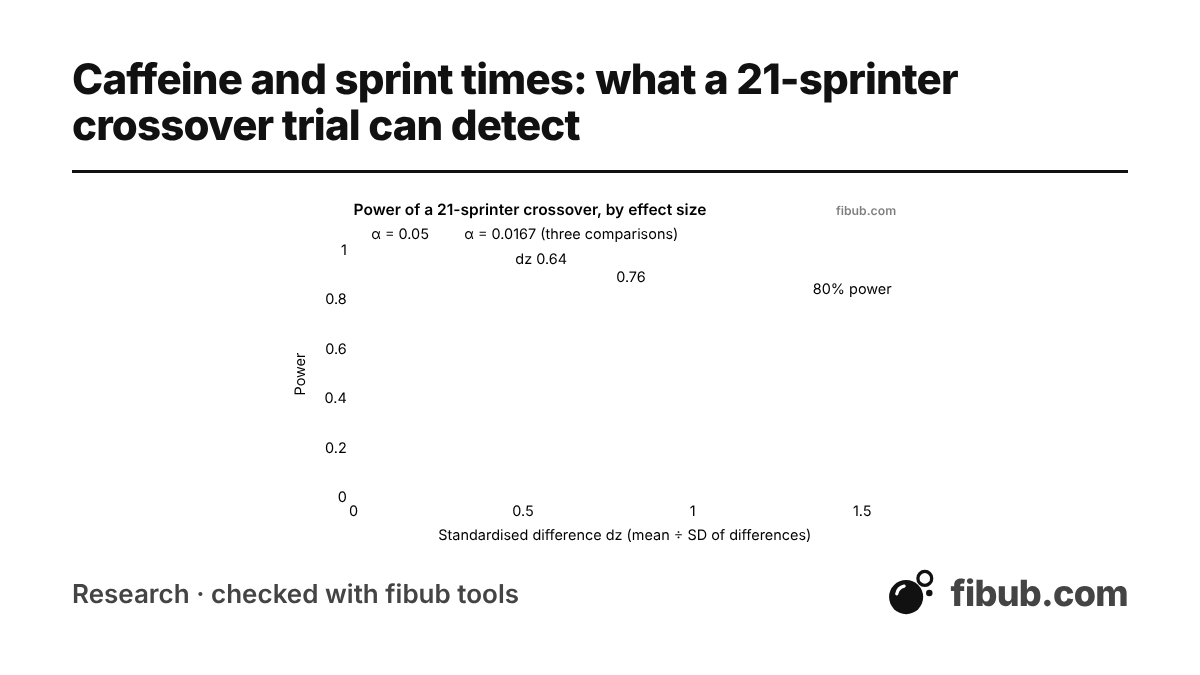 Caffeine and sprint times: what a 21-sprinter
crossover trial can detect
Power of a 21-sprinter crossover, by effect size
fibub.com
α = 0.05
α = 0.0167 (three comparisons)
dz 0.64
0.76
80% power
1
0.8
0.6
0.4
0.2
0
Power
0
0.5
1
1.5
Standardised difference dz (mean ÷ SD of differences)
Research · checked with fibub tools
fibub.com